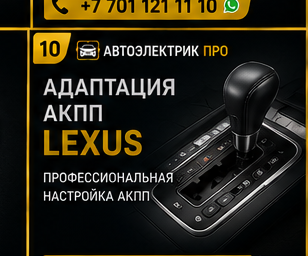 +7 701 121 11 10
10 АВТОЭЛЕКТРИК ПРО
АДАПТАЦИЯ
АКПП
LEXUS
ПРОФЕССИОНАЛЬНАЯ
НАСТРОЙКА АКПП